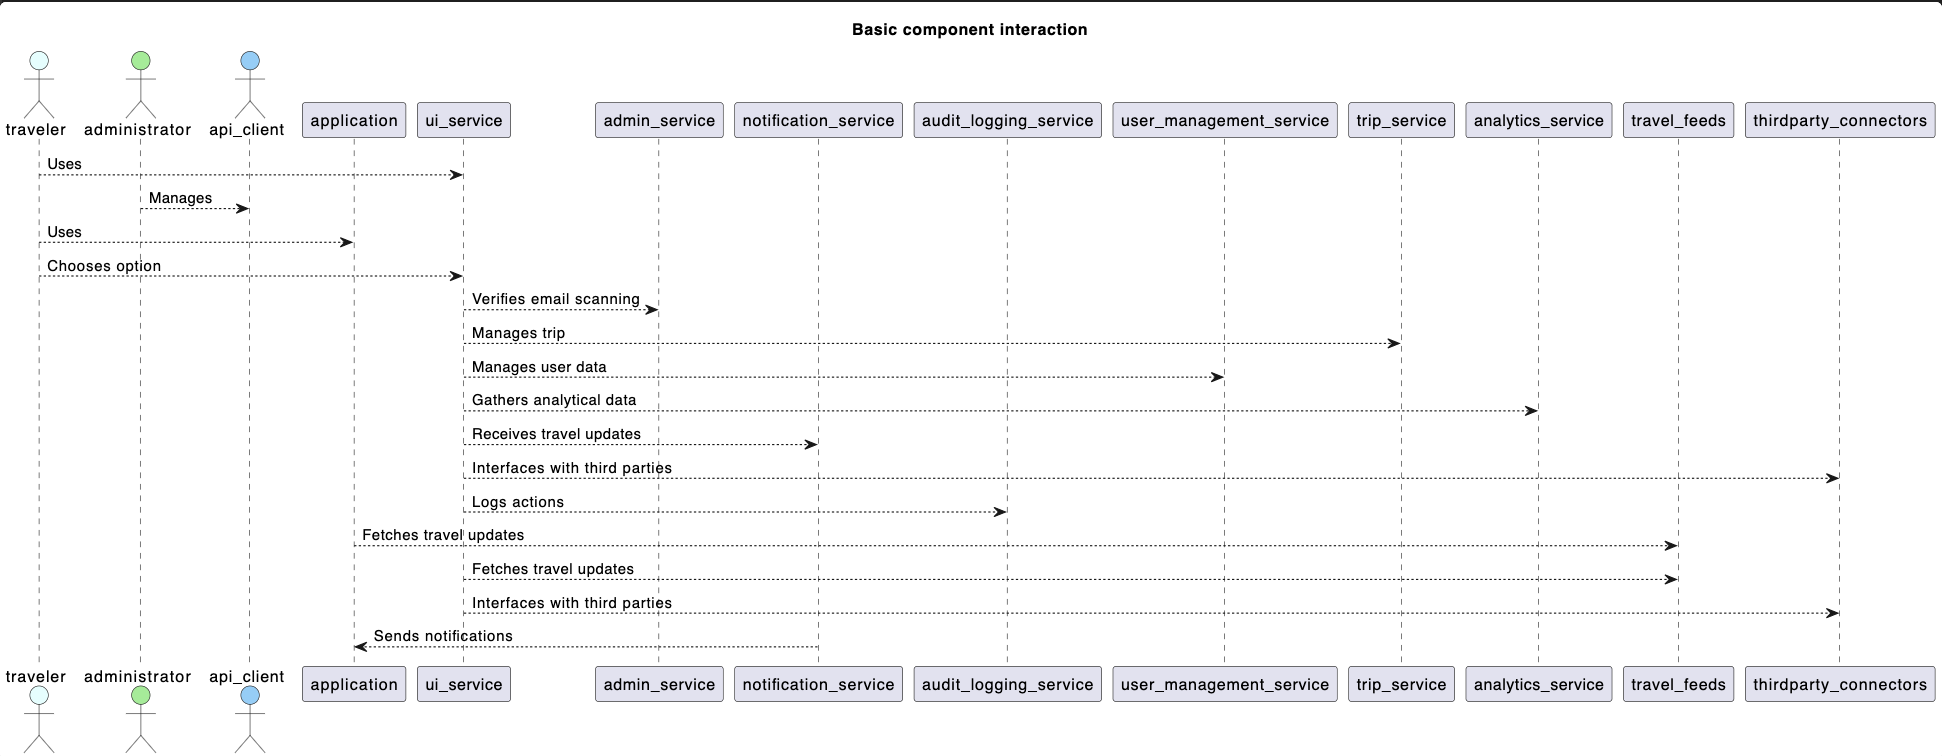 Basic component interaction
traveler administrator api_client application ui_service admin_service notification_service audit_logging_service user_management_service trip_service analytics_service travel_feeds thirdparty_connectors
Uses
Manages
Uses
Chooses option
Verifies email scanning
Manages trip
Manages user data
Gathers analytical data
Receives travel updates
Interfaces with third parties
Logs actions
Fetches travel updates
Fetches travel updates
Interfaces with third parties
Sends notifications
traveler administrator api_client application ui_service admin_service notification_service audit_logging_service user_management_service trip_service analytics_service travel_feeds thirdparty_connectors